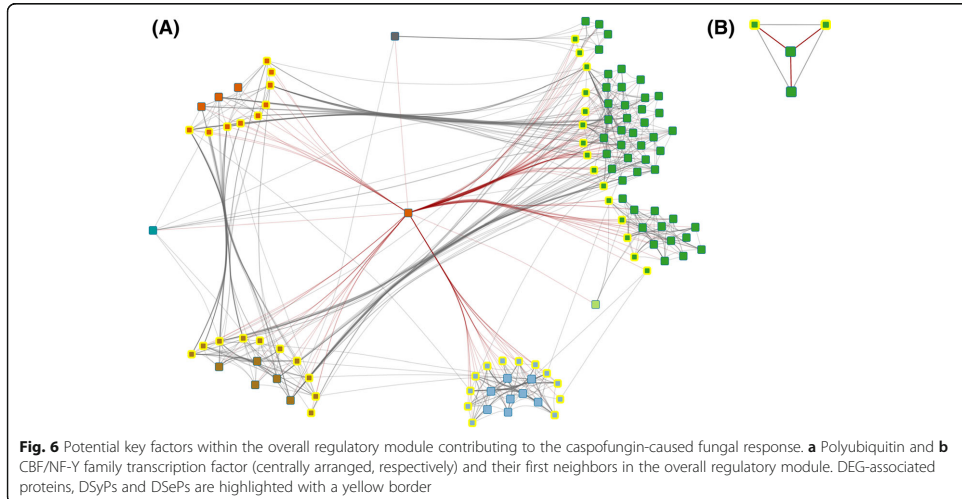 (A)
(B)
Fig. 6 Potential key factors within the overall regulatory module contributing to the caspofungin-caused fungal response. a Polyubiquitin and b
CBF/NF-Y family transcription factor (centrally arranged, respectively) and their first neighbors in the overall regulatory module. DEG-associated
proteins, DSyPs and DSePs are highlighted with a yellow border